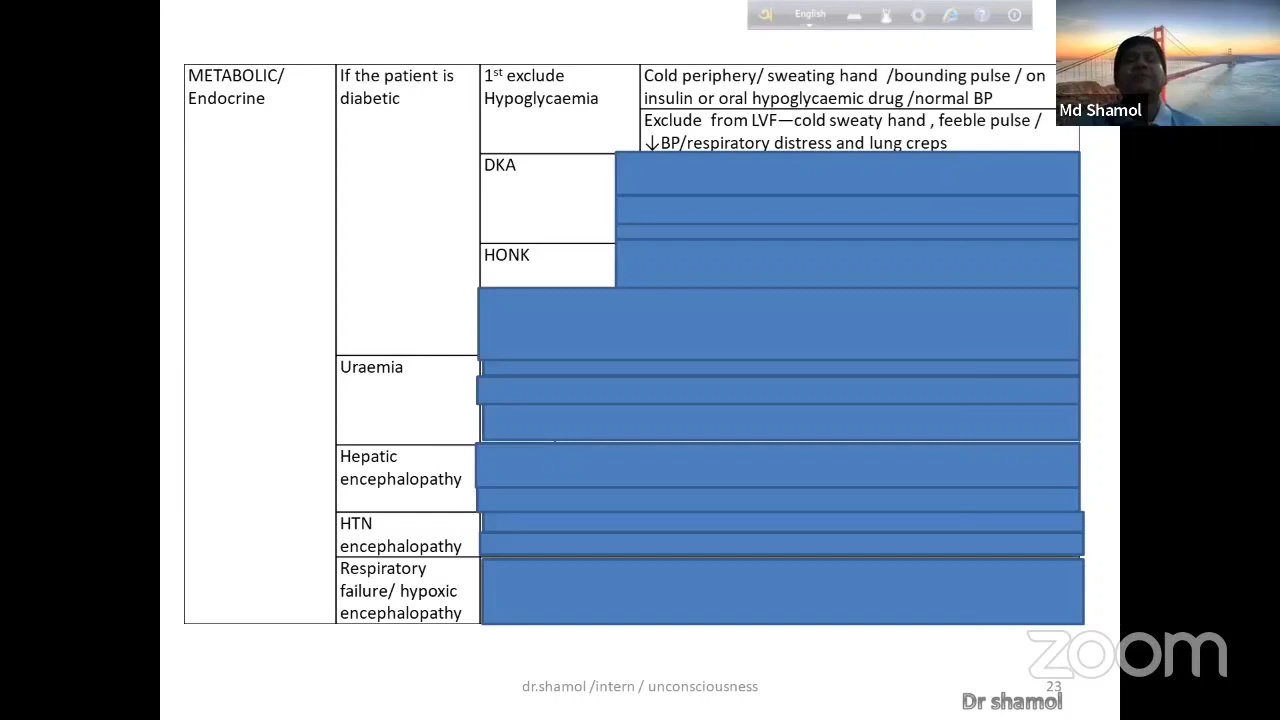 English
METABOLIC/
Endocrine
If the patient is
diabetic
1st exclude
Hypoglycaemia
Cold periphery/ sweating hand /bounding pulse / on
insulin or oral hypoglycaemic drug /normal BP
Exclude from LVF—cold sweaty hand , feeble pulse /
↓BP/respiratory distress and lung creps
DKA
HONK
Uraemia
Hepatic
encephalopathy
HTN
encephalopathy
Respiratory
failure/ hypoxic
encephalopathy
Md Shamol
zoom
dr.shamol /intern / unconsciousness
23
Dr shamol